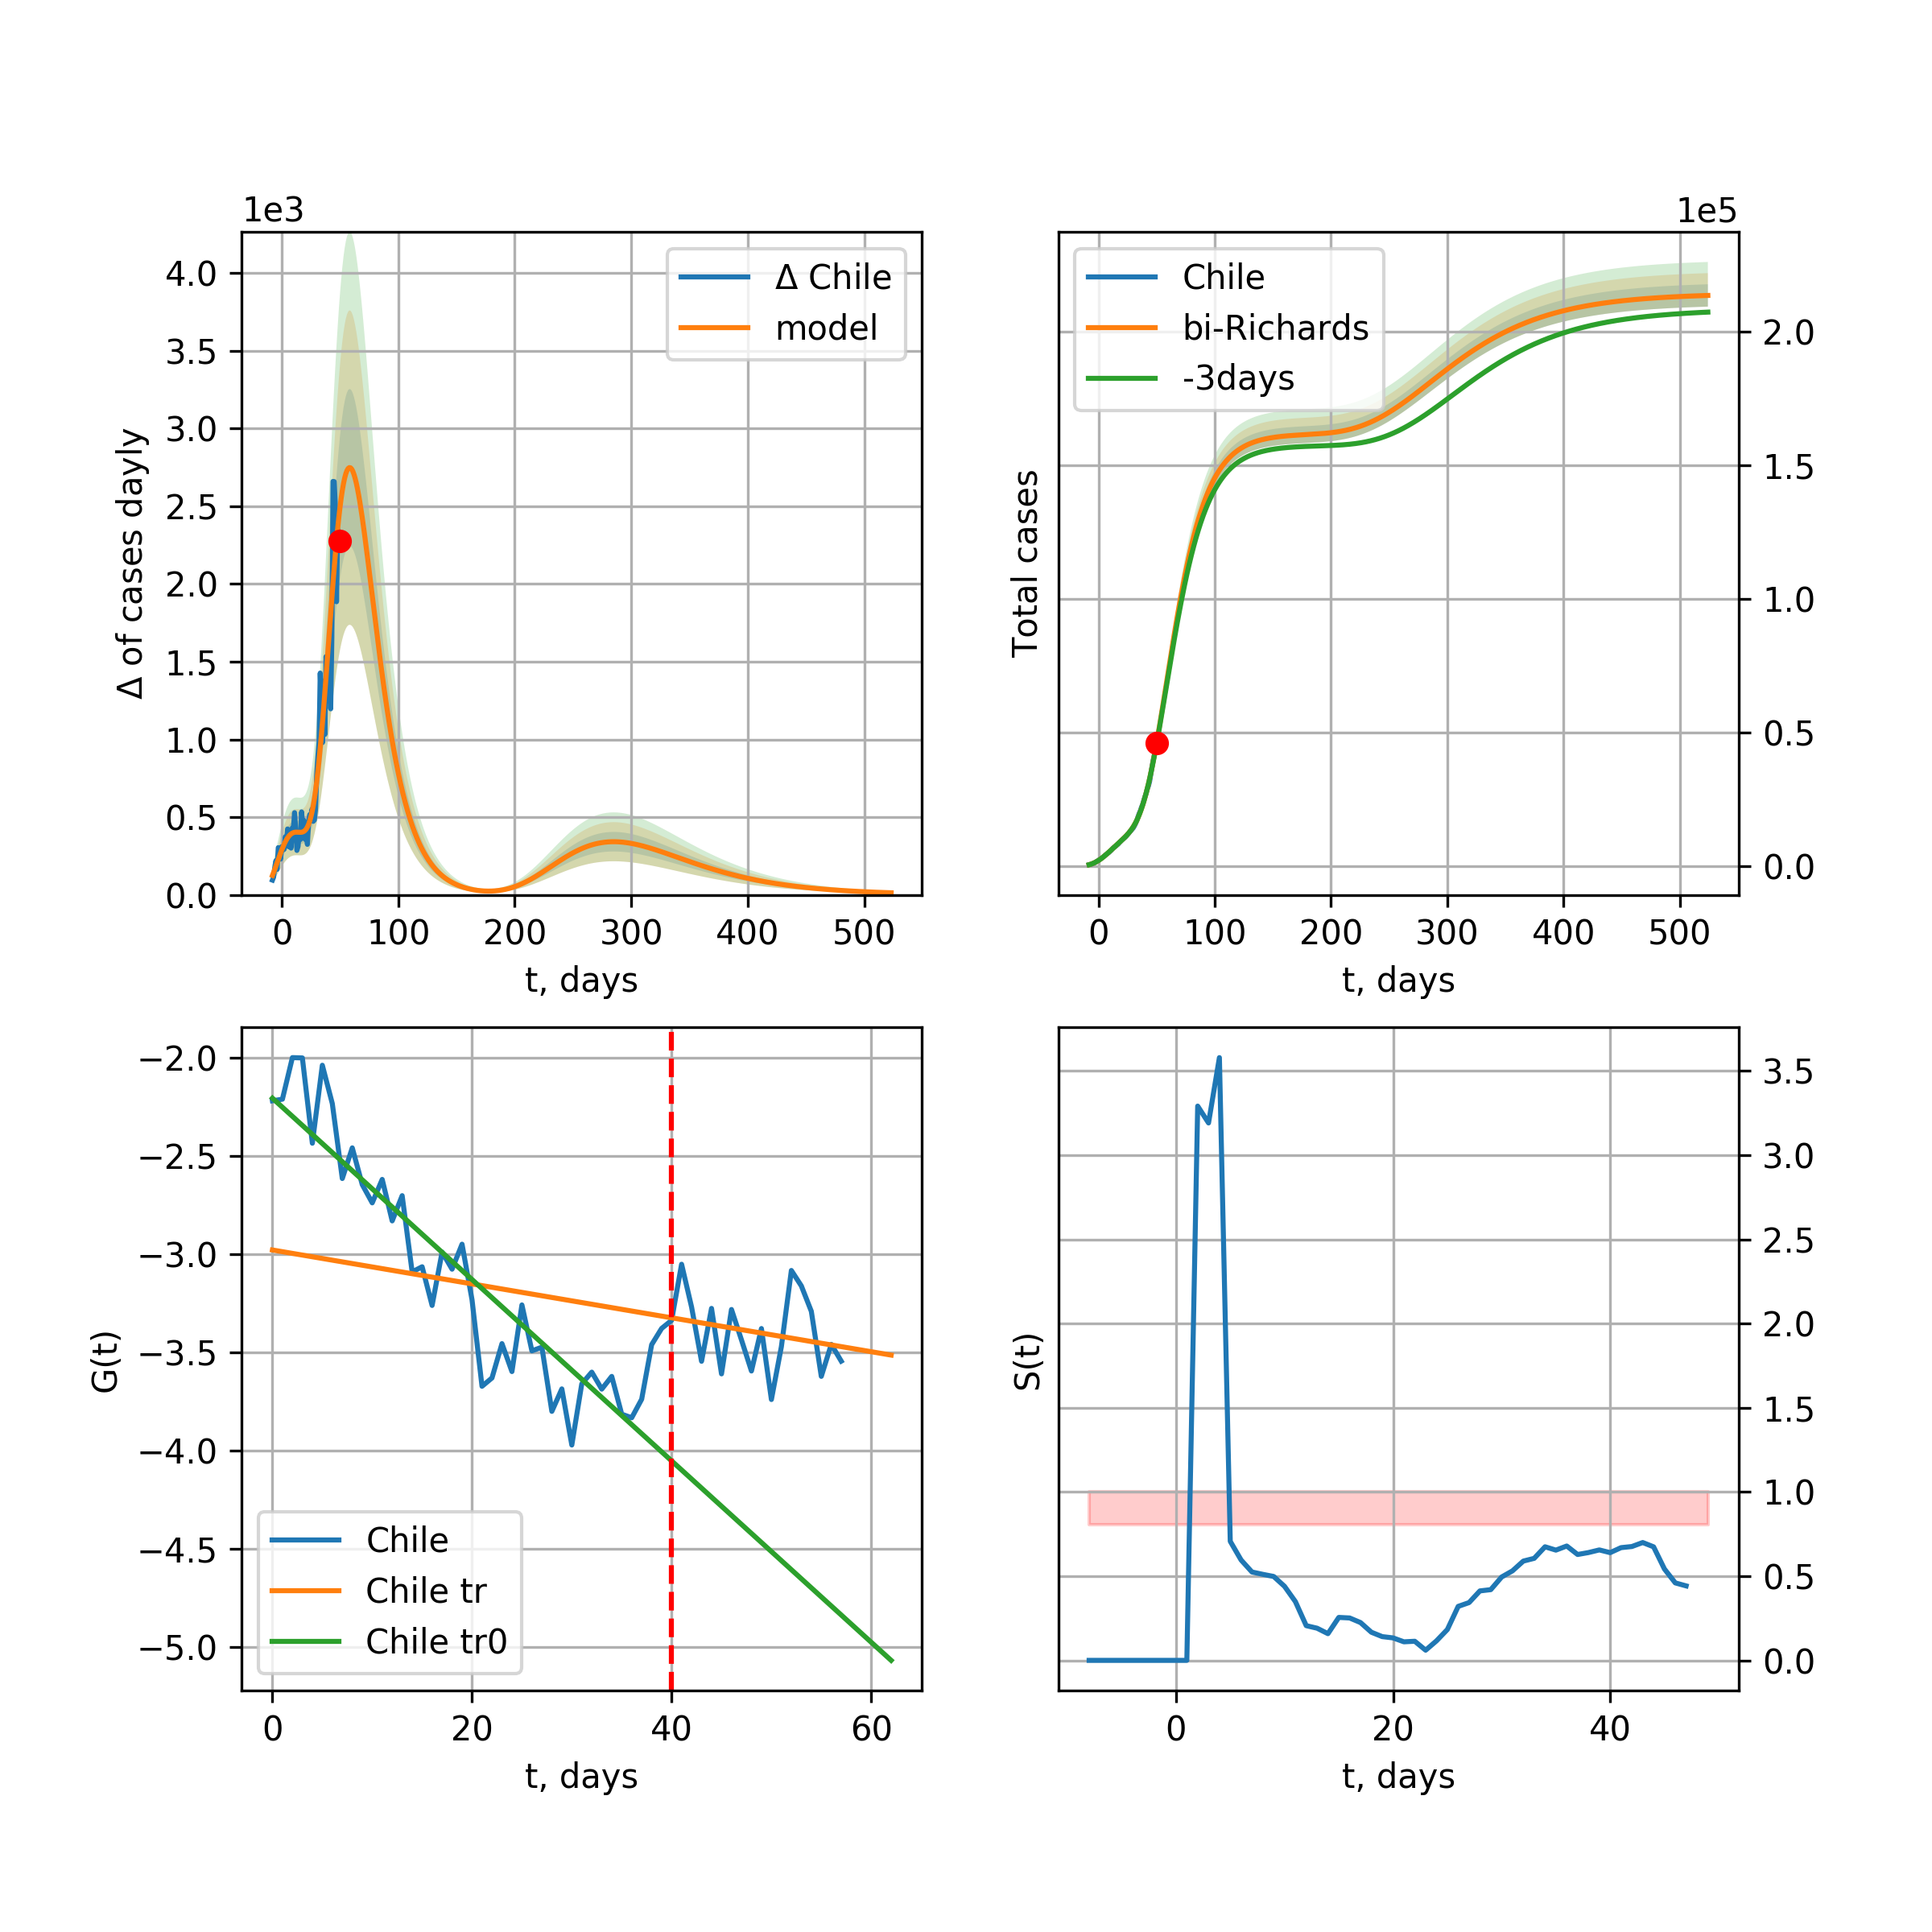 1e3
Δ of cases dayly
4.0
3.5
3.0
2.5
2.0
1.5
1.0
0.5
0.0
Δ Chile
model
0 100 200 300 400 500
t, days
1e5
Total cases
Chile
bi-Richards
-3days
2.0
1.5
1.0
0.5
0.0
0 100 200 300 400 500
t, days
G(t)
−2.0
−2.5
−3.0
−3.5
−4.0
−4.5
−5.0
Chile
Chile tr
Chile tr0
0 20 40 60
t, days
S(t)
3.5
3.0
2.5
2.0
1.5
1.0
0.5
0.0
0 20 40
t, days